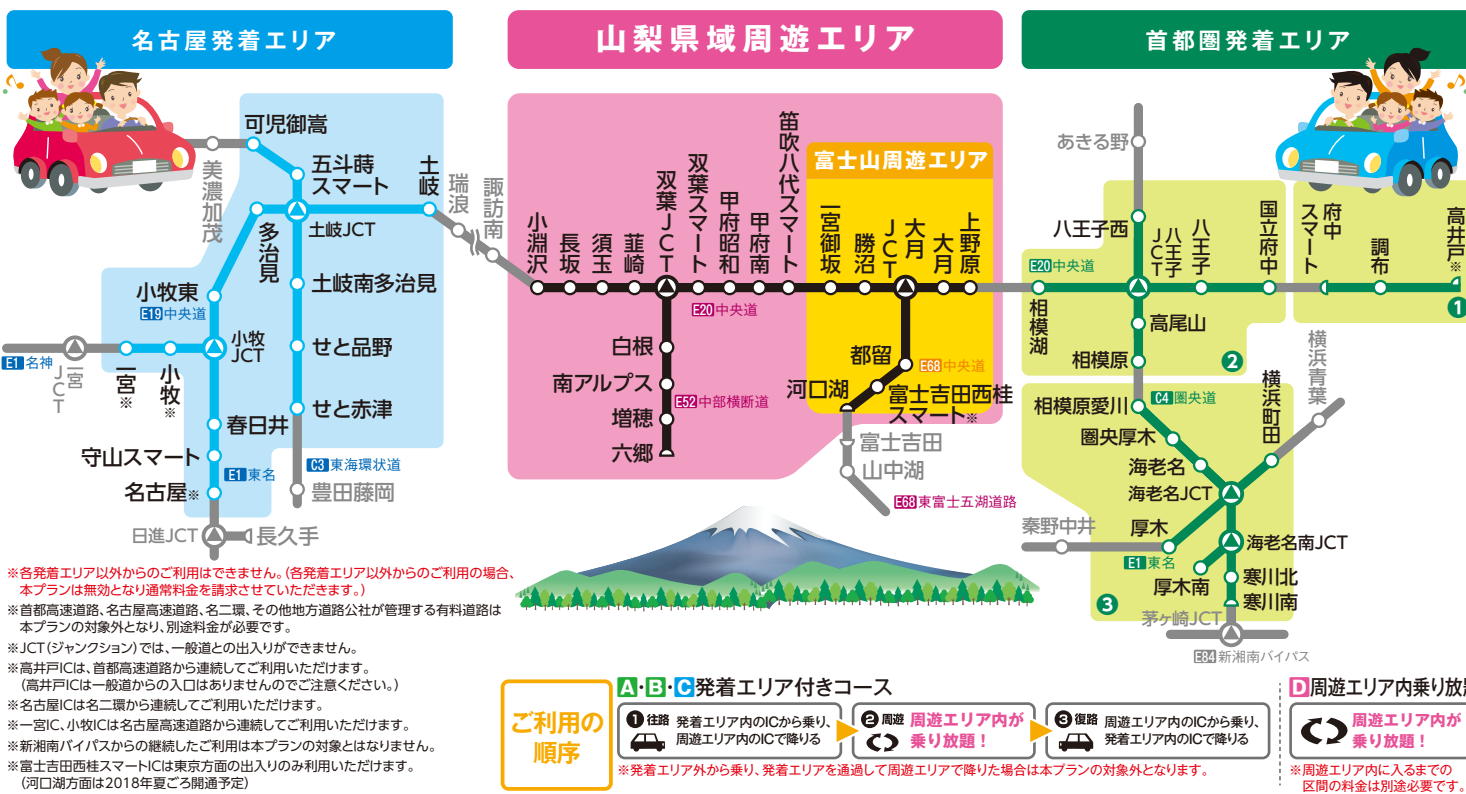 名古屋発着エリア
山梨県域周遊エリア
首都圏発着エリア
可児御嵩
美濃加茂
五斗蒔
スマート
土岐
瑞浪
諏訪南
土岐JCT
多治見
小牧東
E19中央道
土岐南多治見
小牧
JCT
せと品野
E1名神
一宮
JCT
一宮※
小牧※
せと赤津
春日井
守山スマート
E1東名
C3東海環状道
名古屋※
豊田藤岡
日進JCT
長久手
富士山周遊エリア
小淵沢
長坂
須玉
韮崎
双葉JCT
双葉スマート
甲府昭和
甲府南
笛吹八代スマート
一宮御坂
勝沼
大月
JCT
大月
上野原
E20中央道
白根
南アルプス
E52中部横断道
増穂
六郷
都留
E68中央道
河口湖
富士吉田西桂
スマート※
富士吉田
山中湖
E68東富士五湖道路
あきる野
八王子西
八王子
JCT
八王子
国立府中
府中
スマート
調布
高井戸※
E20中央道
相模湖
高尾山
相模原
1
2
横浜青葉
相模原愛川
C4圏央道
横浜町田
圏央厚木
海老名
海老名JCT
秦野中井
厚木
海老名南JCT
E1東名
厚木南
寒川北
3
寒川南
茅ヶ崎JCT
E84新湘南バイパス
※各発着エリア以外からのご利用はできません。(各発着エリア以外からのご利用の場合、
本プランは無効となり通常料金を請求させていただきます。)
※首都高速道路、名古屋高速道路、名二環、その他地方道路公社が管理する有料道路は
本プランの対象外となり、別途料金が必要です。
※JCT(ジャンクション)では、一般道との出入りができません。
※高井戸ICは、首都高速道路から連続してご利用いただけます。
(高井戸ICは一般道からの入口はありませんのでご注意ください。)
※名古屋ICは名二環から連続してご利用いただけます。
※一宮IC、小牧ICは名古屋高速道路から連続してご利用いただけます。
※新湘南バイパスからの継続したご利用は本プランの対象とはなりません。
※富士吉田西桂スマートICは東京方面の出入りのみ利用いただけます。
(河口湖方面は2018年夏ごろ開通予定)
ご利用の
順序
A・B・C発着エリア付きコース
1往路 発着エリア内のICから乗り、
周遊エリア内のICで降りる
2周遊 周遊エリア内が
乗り放題!
3復路 周遊エリア内のICから乗り、
発着エリア内のICで降りる
※発着エリア外から乗り、発着エリアを通過して周遊エリアで降りた場合は本プランの対象外となります。
D周遊エリア内乗り放
周遊エリア内が
乗り放題!
※周遊エリア内に入るまでの
区間の料金は別途必要です。